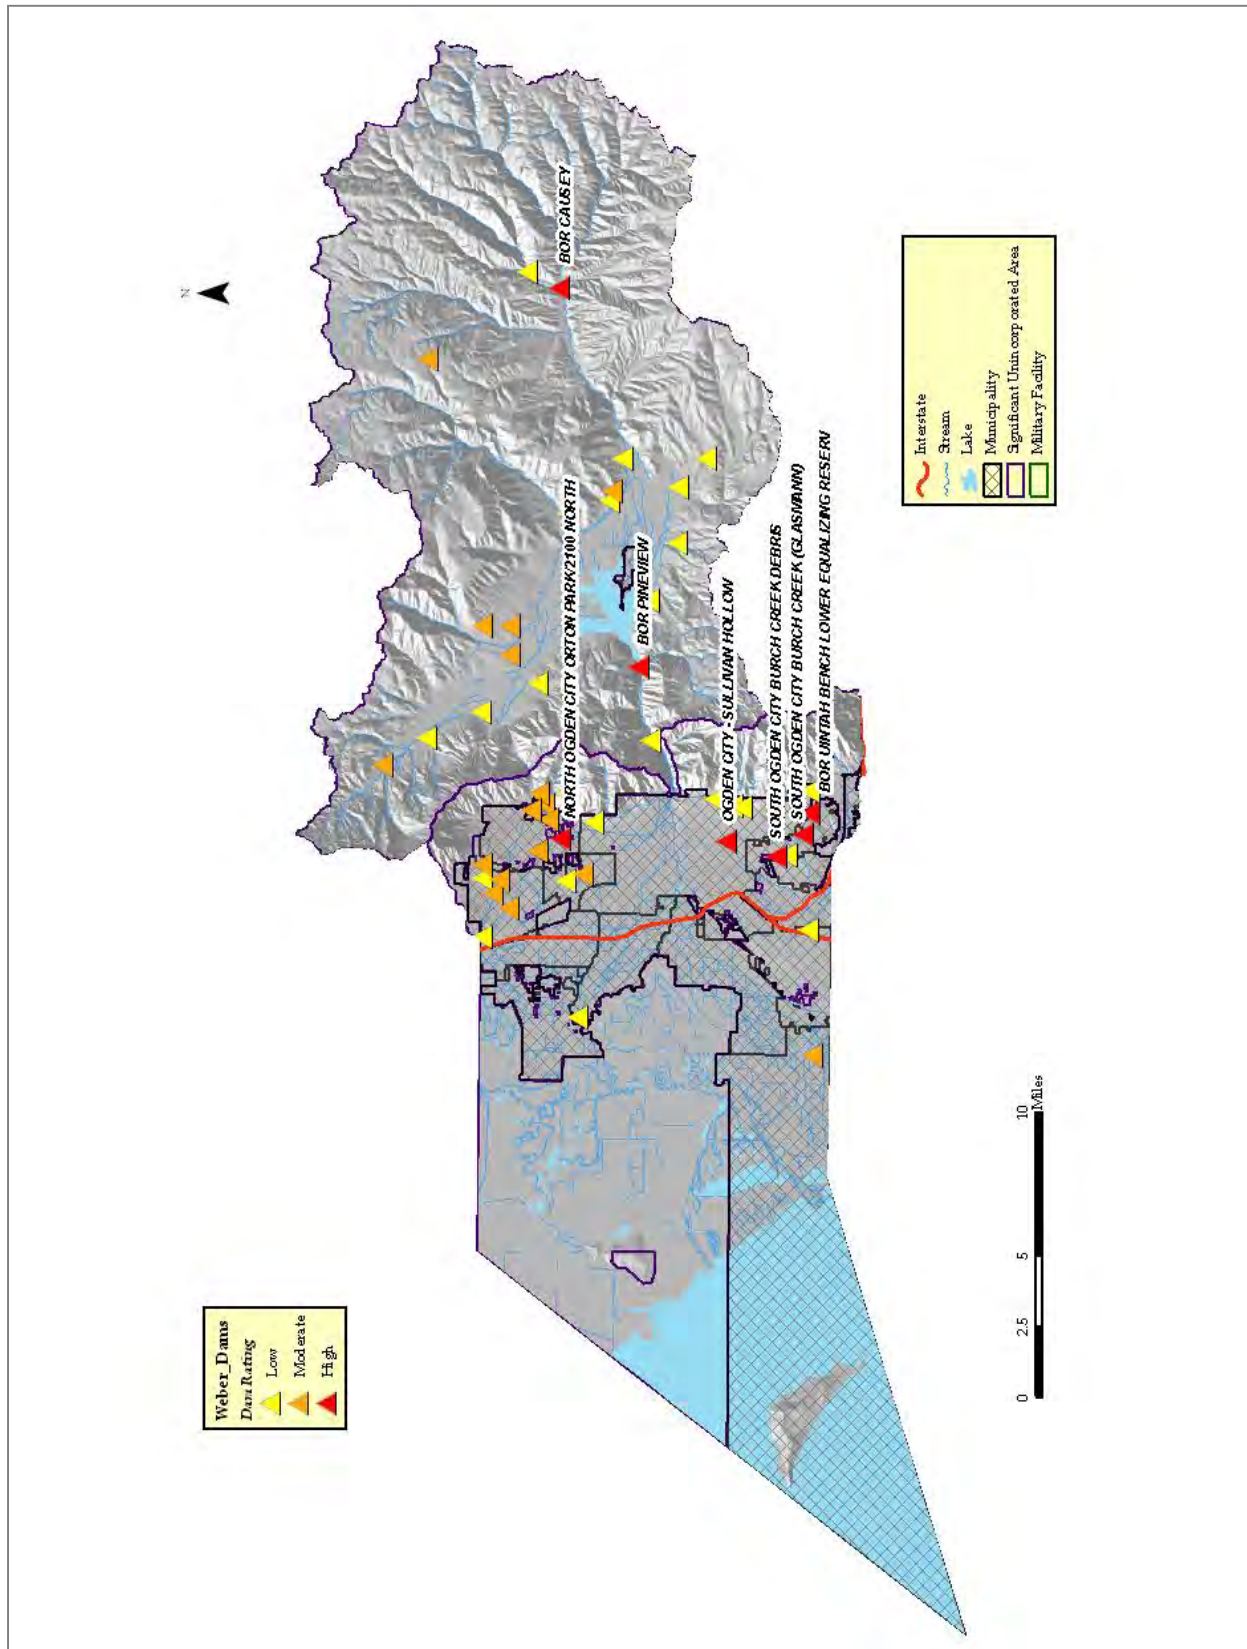 N
BOR CAUSEY
NORTH OGDEN CITY ORTON PARK/2100 NORTH
BOR PINEVIEW
OGDEN CITY - SULLIVAN HOLLOW
SOUTH OGDEN CITY BURCH CREEK DEBRIS
SOUTH OGDEN CITY BURCH CREEK (GLASMANN)
BOR UINTAH BENCH LOWER EQUALIZING RESERV
Weber_Dams
Dam Rating
Low
Moderate
High
Interstate
Stream
Lake
Municipality
Significant Unincorporated Area
Military Facility
0 2.5 5 10
Miles